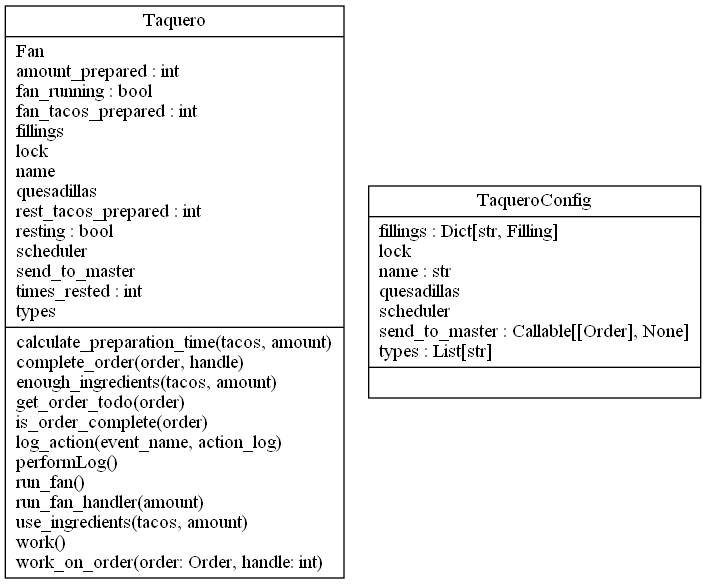 Taquero
Fan
amount_prepared : int
fan_running : bool
fan_tacos_prepared : int
fillings
lock
name
quesadillas
rest_tacos_prepared : int
resting : bool
scheduler
send_to_master
times_rested : int
types
calculate_preparation_time(tacos, amount)
complete_order(order, handle)
enough_ingredients(tacos, amount)
get_order_todo(order)
is_order_complete(order)
log_action(event_name, action_log)
performLog()
run_fan()
run_fan_handler(amount)
use_ingredients(tacos, amount)
work()
work_on_order(order: Order, handle: int)
TaqueroConfig
fillings : Dict[str, Filling]
lock
name : str
quesadillas
scheduler
send_to_master : Callable[[Order], None]
types : List[str]